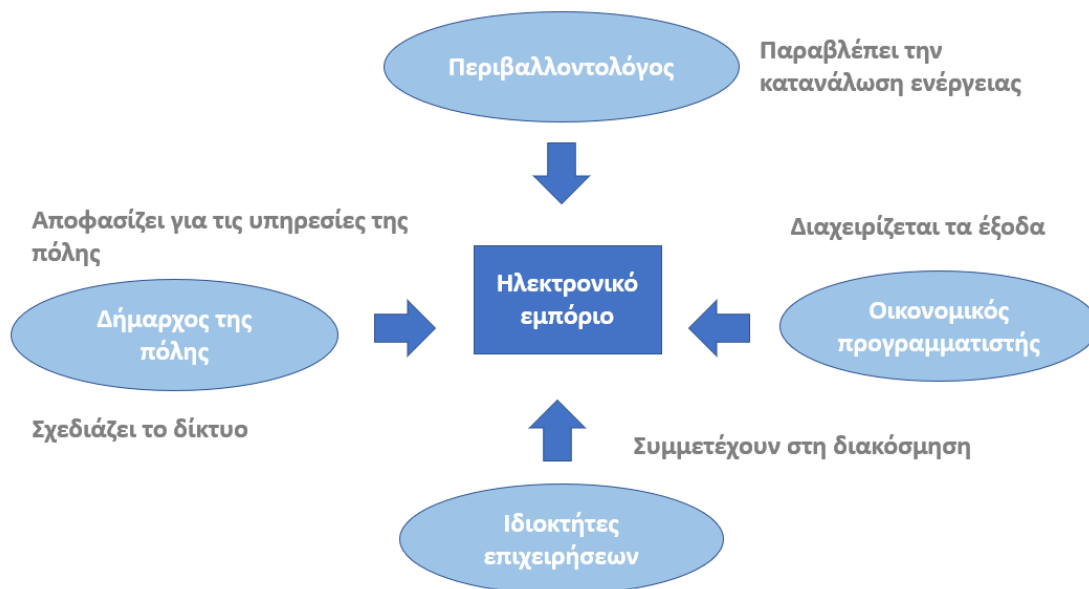 Περιβαλλοντολόγος
Παραβλέπει την
κατανάλωση ενέργειας
Αποφασίζει για τις υπηρεσίες της
πόλης
Διαχειρίζεται τα έξοδα
Ηλεκτρονικό
εμπόριο
Δήμαρχος της
πόλης
Οικονομικός
προγραμματιστής
Σχεδιάζει το δίκτυο
Συμμετέχουν στη διακόσμηση
Ιδιοκτήτες
επιχειρήσεων